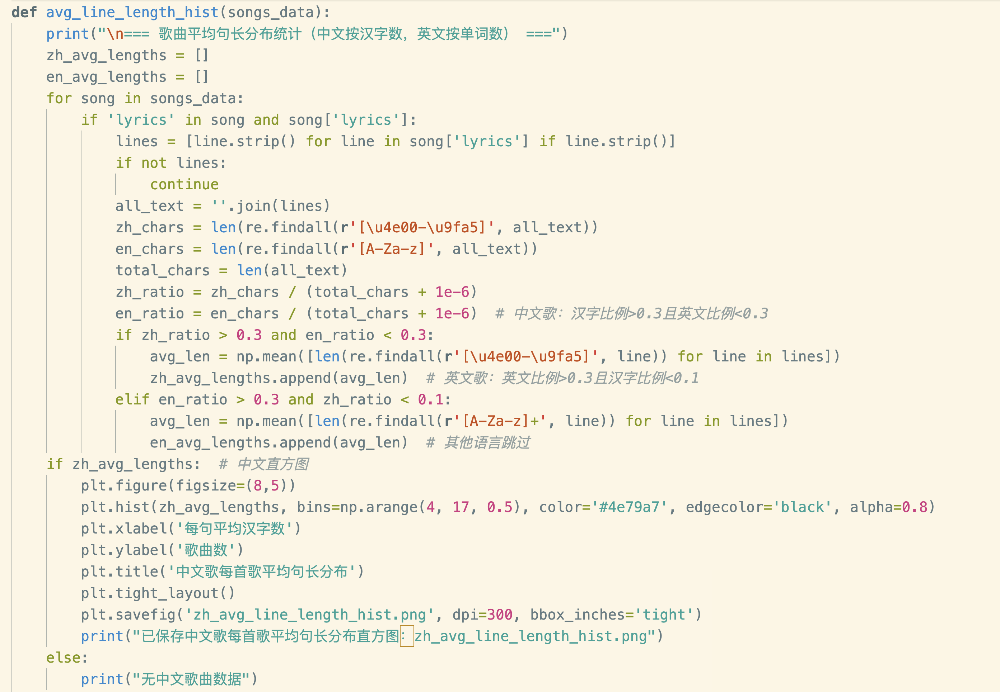 def avg_line_length_hist(songs_data):
    print("\n=== 歌曲平均句长分布统计（中文按汉字数，英文按单词数） ===")
    zh_avg_lengths = []
    en_avg_lengths = []
    for song in songs_data:
        if 'lyrics' in song and song['lyrics']:
            lines = [line.strip() for line in song['lyrics'] if line.strip()]
            if not lines:
                continue
            all_text = ''.join(lines)
            zh_chars = len(re.findall(r'[\u4e00-\u9fa5]', all_text))
            en_chars = len(re.findall(r'[A-Za-z]', all_text))
            total_chars = len(all_text)
            zh_ratio = zh_chars / (total_chars + 1e-6)
            en_ratio = en_chars / (total_chars + 1e-6)  # 中文歌：汉字比例>0.3且英文比例<0.3
            if zh_ratio > 0.3 and en_ratio < 0.3:
                avg_len = np.mean([len(re.findall(r'[\u4e00-\u9fa5]', line)) for line in lines])
                zh_avg_lengths.append(avg_len)  # 英文歌：英文比例>0.3且汉字比例<0.1
            elif en_ratio > 0.3 and zh_ratio < 0.1:
                avg_len = np.mean([len(re.findall(r'[A-Za-z]+', line)) for line in lines])
                en_avg_lengths.append(avg_len)  # 其他语言跳过
    if zh_avg_lengths:  # 中文直方图
        plt.figure(figsize=(8,5))
        plt.hist(zh_avg_lengths, bins=np.arange(4, 17, 0.5), color='#4e79a7', edgecolor='black', alpha=0.8)
        plt.xlabel('每句平均汉字数')
        plt.ylabel('歌曲数')
        plt.title('中文歌每首歌平均句长分布')
        plt.tight_layout()
        plt.savefig('zh_avg_line_length_hist.png', dpi=300, bbox_inches='tight')
        print("已保存中文歌每首歌平均句长分布直方图：zh_avg_line_length_hist.png")
    else:
        print("无中文歌曲数据")